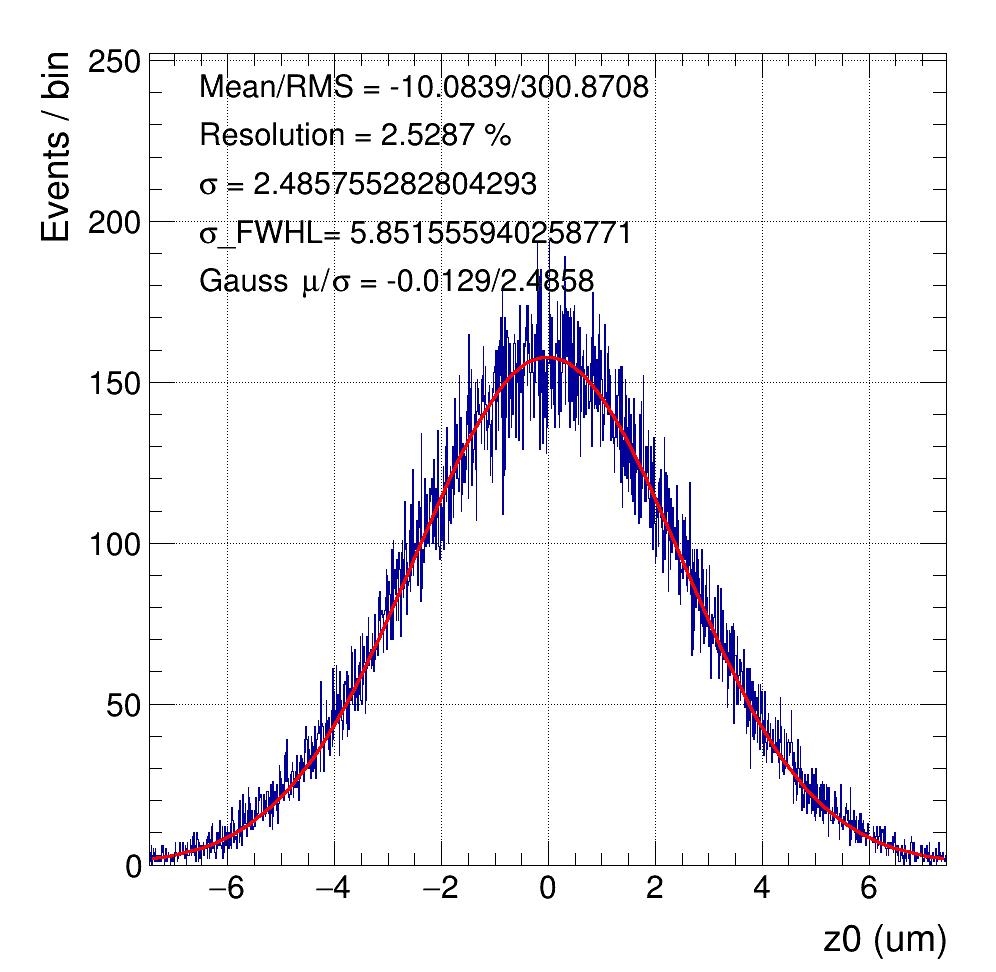 Events / bin
250
200
150
100
50
0
Mean/RMS = -10.0839/300.8708
Resolution = 2.5287 %
σ = 2.485755282804293
σ_FWHL= 5.851555940258771
Gauss μ/σ = -0.0129/2.4858
−6 −4 −2 0 2 4 6
z0 (um)